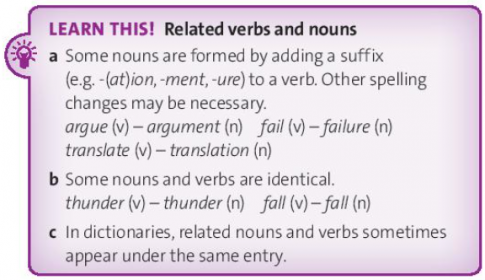 LEARN THIS! Related verbs and nouns
a Some nouns are formed by adding a suffix
(e.g. -(at)ion, -ment, -ure) to a verb. Other spelling
changes may be necessary.
argue (v) – argument (n) fail (v) – failure (n)
translate (v) – translation (n)
b Some nouns and verbs are identical.
thunder (v) – thunder (n) fall (v) – fall (n)
c In dictionaries, related nouns and verbs sometimes
appear under the same entry.